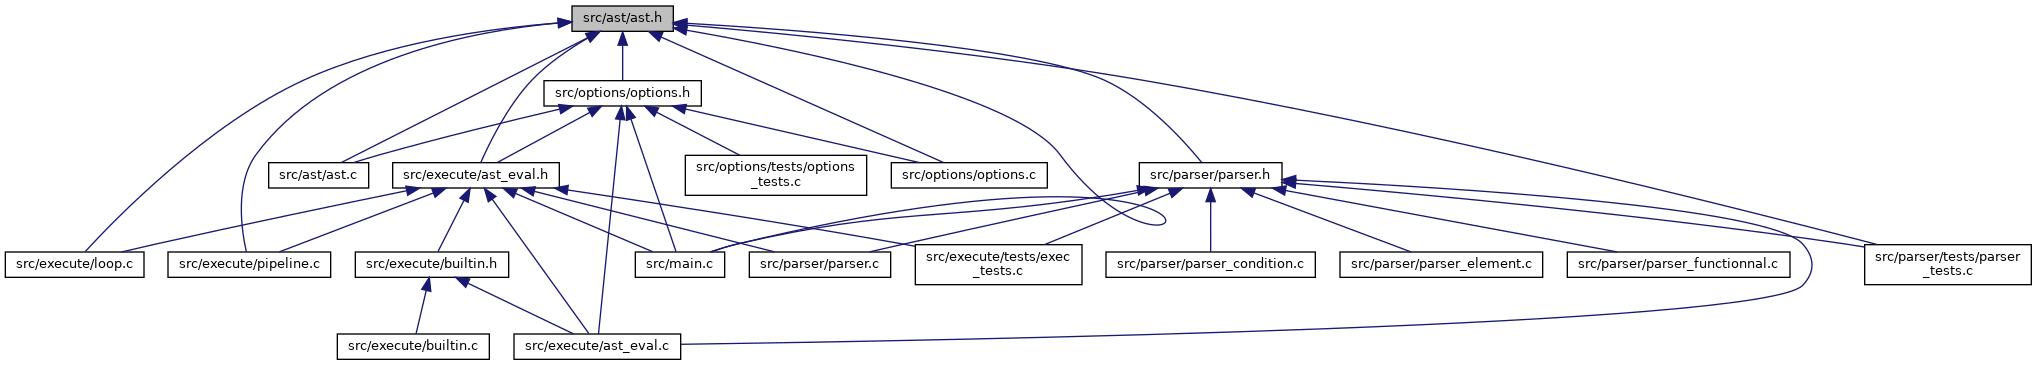 src/ast/ast.h
src/options/options.h
src/ast/ast.c
src/execute/ast_eval.h
src/options/tests/options
_tests.c
src/options/options.c
src/parser/parser.h
src/execute/loop.c
src/execute/pipeline.c
src/execute/builtin.h
src/main.c
src/parser/parser.c
src/execute/tests/exec
_tests.c
src/parser/parser_condition.c
src/parser/parser_element.c
src/parser/parser_functionnal.c
src/parser/tests/parser
_tests.c
src/execute/builtin.c
src/execute/ast_eval.c